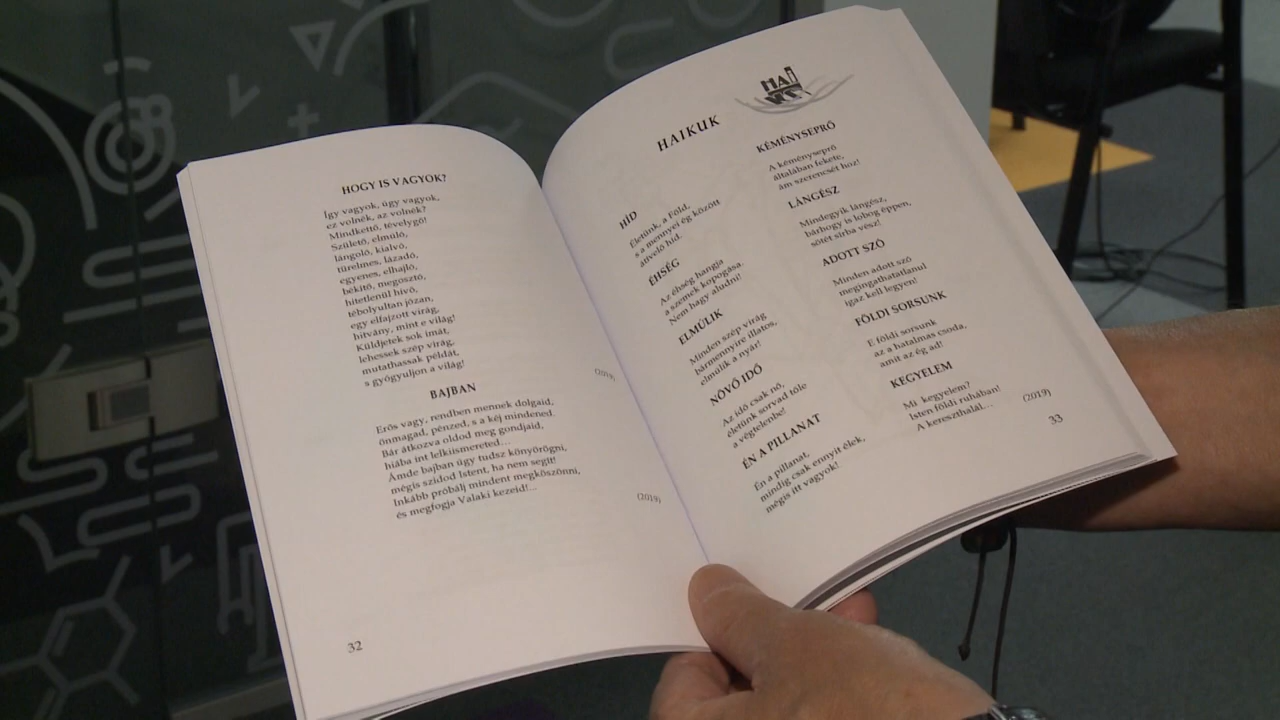 HOGY IS VAGYOK?
Így vagyok, úgy vagyok,
ez volnék, az volnék?
Mindkettő, tévelygő!
Születő, elmúló,
lángoló, kialvó,
türelmes, lázadó,
egyenes, elhajló,
békítő, megosztó,
hitetlenül hívő,
tébolyultan józan,
egy elfajzott virág,
hitvány, mint e világ!
Küldjetek sok imát,
lehessek szép virág,
mutathassak példát,
s gyógyuljon a világ!
(2019)
BAJBAN
Erős vagy, rendben mennek dolgaid,
önmagad, pénzed, s a kéj mindened.
Bár átkozva oldod meg gondjaid,
hiába int lelkiismereted…
Ámde bajban úgy tudsz könyörögni,
mégis szidod Istent, ha nem segít!
Inkább próbálj mindent megköszönni,
és megfogja Valaki kezeid!...
(2019)
32
HAIKUK
HAI
KU
HÍD
Életünk, a Föld,
s a mennyei ég között
átívelő híd.
ÉHSÉG
Az éhség hangja
a szemek kopogása.
Nem hagy aludni!
ELMÚLIK
Minden szép virág
bármennyire illatos,
elmúlik a nyár!
NÖVŐ IDŐ
Az idő csak nő,
életünk sorvad tőle
a végtelenbe!
ÉN A PILLANAT
Én a pillanat,
mindig csak ennyit élek,
mégis itt vagyok!
KÉMÉNYSEPRŐ
A kéményseprő
általában fekete,
ám szerencsét hoz!
LÁNGÉSZ
Mindegyik lángész,
bárhogy is lobog éppen,
sötét sírba vész!
ADOTT SZÓ
Minden adott szó
megingathatatlanul
igaz kell legyen!
FÖLDI SORSUNK
E földi sorsunk
az a hatalmas csoda,
amit az ég ad!
KEGYELEM
Mi kegyelem?
Isten földi ruhában!
A kereszthalál…
(2019)
33